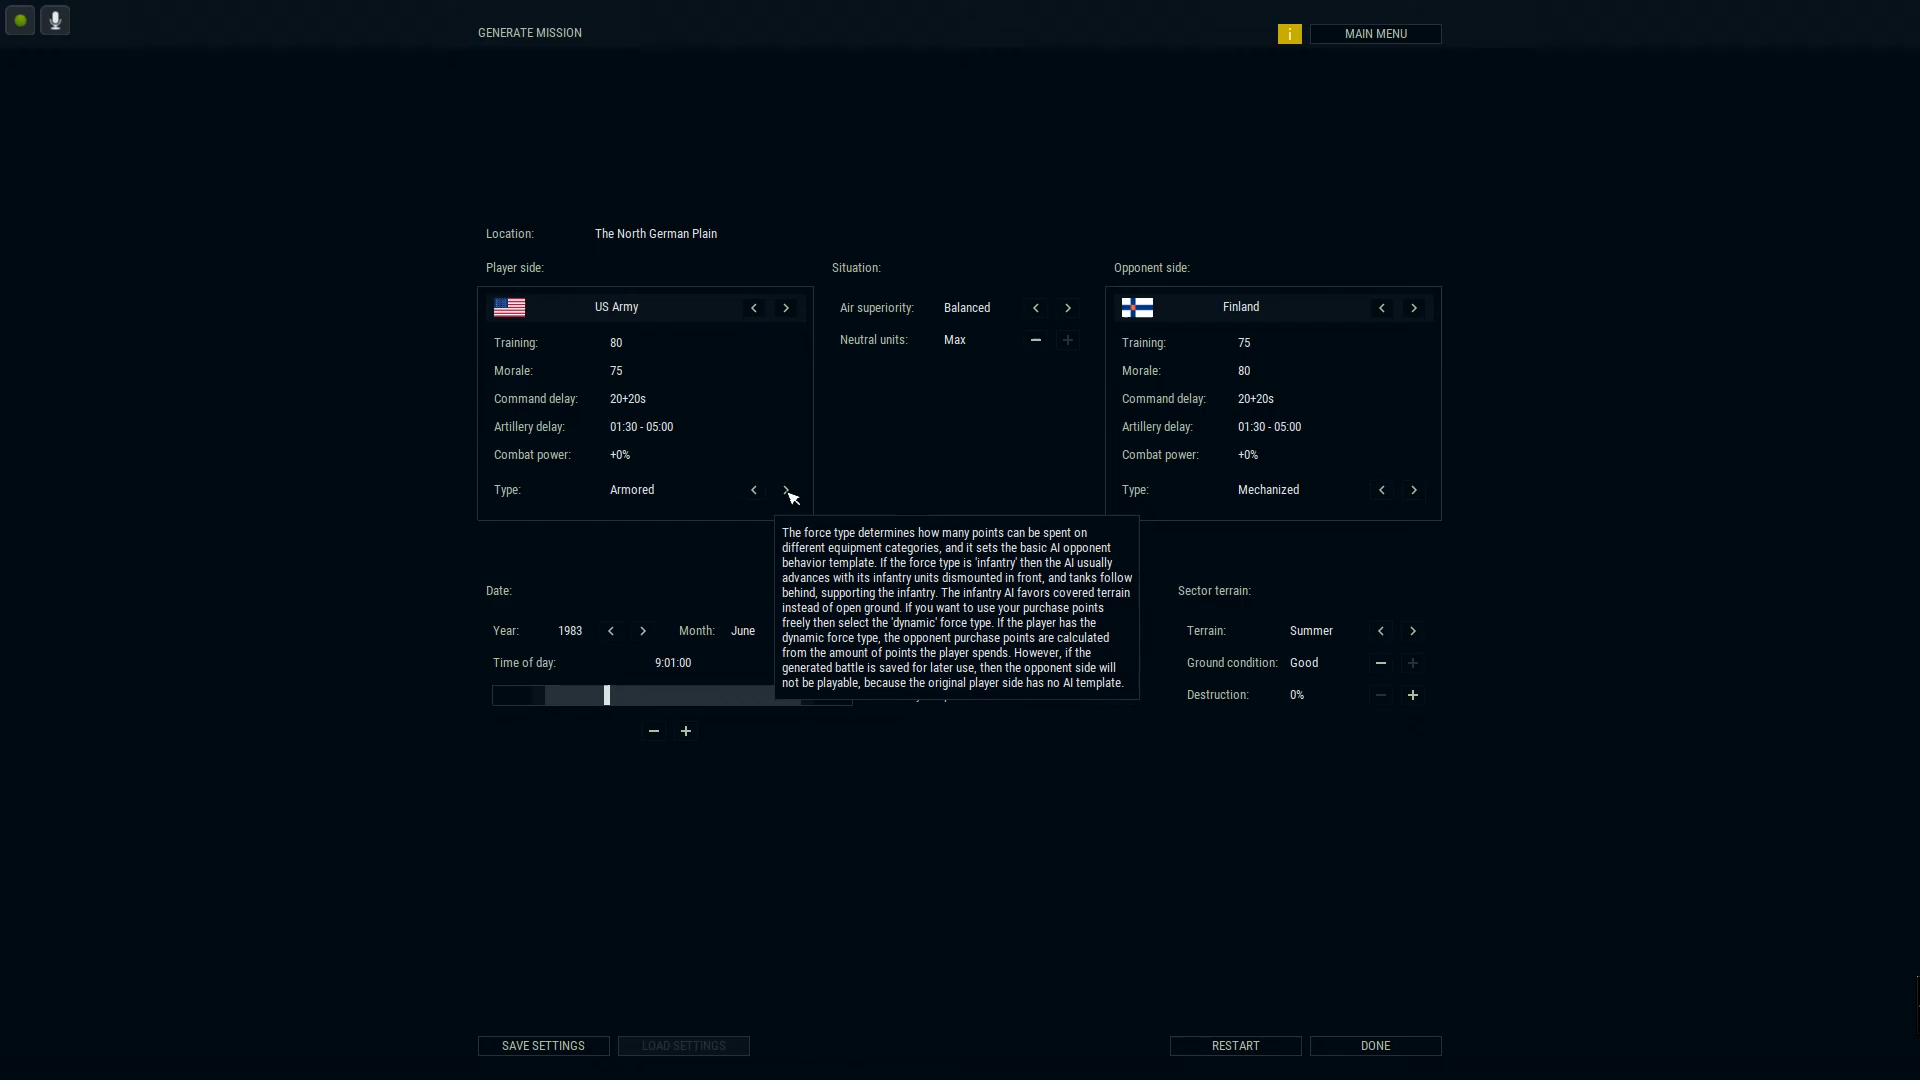 GENERATE MISSION
i
MAIN MENU
Location: The North German Plain
Player side:
Situation:
Opponent side:
US Army
Air superiority: Balanced
Finland
Training: 80
Neutral units: Max
Training: 75
Morale: 75
Morale: 80
Command delay: 20+20s
Command delay: 20+20s
Artillery delay: 01:30 - 05:00
Artillery delay: 01:30 - 05:00
Combat power: +0%
Combat power: +0%
Type: Armored
Type: Mechanized
The force type determines how many points can be spent on
different equipment categories, and it sets the basic AI opponent
behavior template. If the force type is 'infantry' then the AI usually
advances with its infantry units dismounted in front, and tanks follow
behind, supporting the infantry. The infantry AI favors covered terrain
instead of open ground. If you want to use your purchase points
freely then select the 'dynamic' force type. If the player has the
dynamic force type, the opponent purchase points are calculated
from the amount of points the player spends. However, if the
generated battle is saved for later use, then the opponent side will
not be playable, because the original player side has no AI template.
Date:
Sector terrain:
Year: 1983
Month: June
Terrain: Summer
Time of day: 9:01:00
Ground condition: Good
Destruction: 0%
SAVE SETTINGS
LOAD SETTINGS
RESTART
DONE